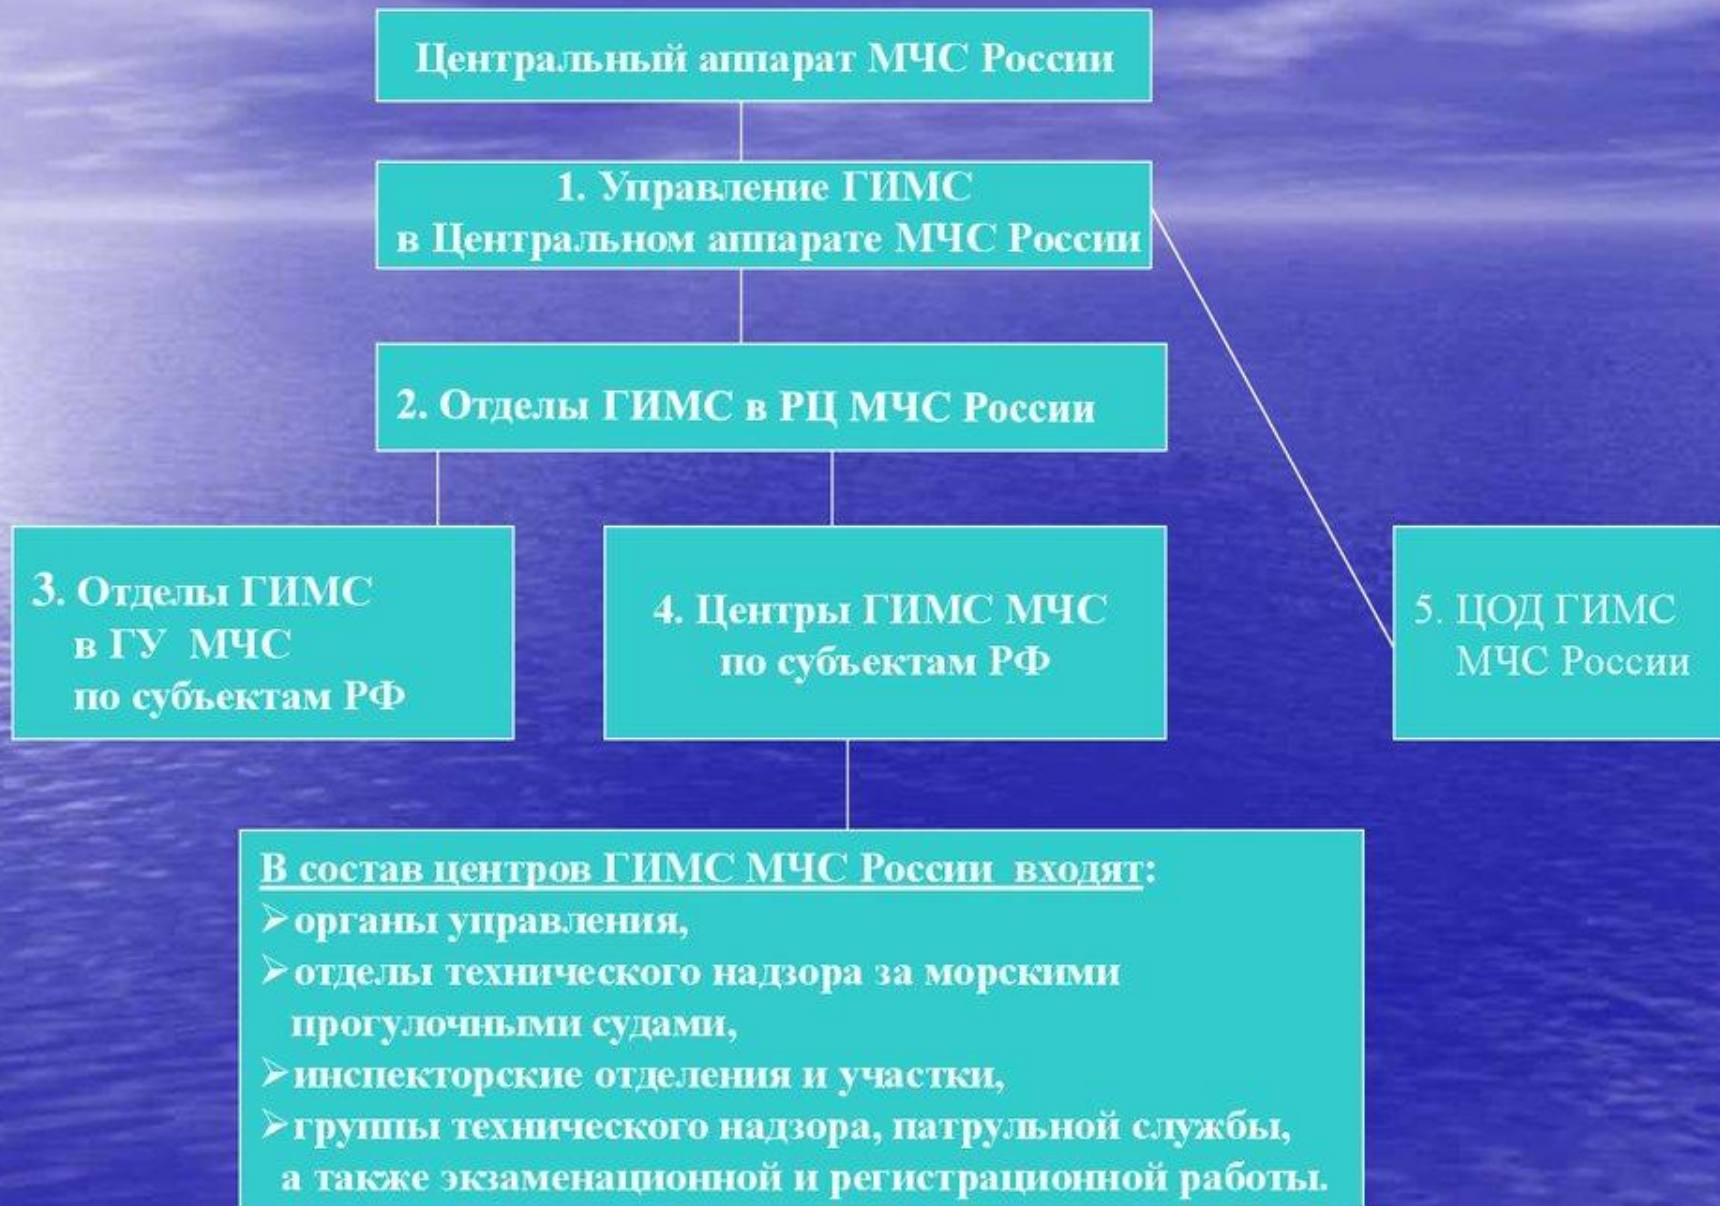 Центральный аппарат МЧС России
1. Управление ГИМС
в Центральном аппарате МЧС России
2. Отделы ГИМС в РЦ МЧС России
3. Отделы ГИМС
в ГУ МЧС
по субъектам РФ
4. Центры ГИМС МЧС
по субъектам РФ
5. ЦОД ГИМС
МЧС России
В состав центров ГИМС МЧС России входят:
➢органы управления,
➢отделы технического надзора за морскими
прогулочными судами,
➢инспекторские отделения и участки,
➢группы технического надзора, патрульной службы,
а также экзаменационной и регистрационной работы.